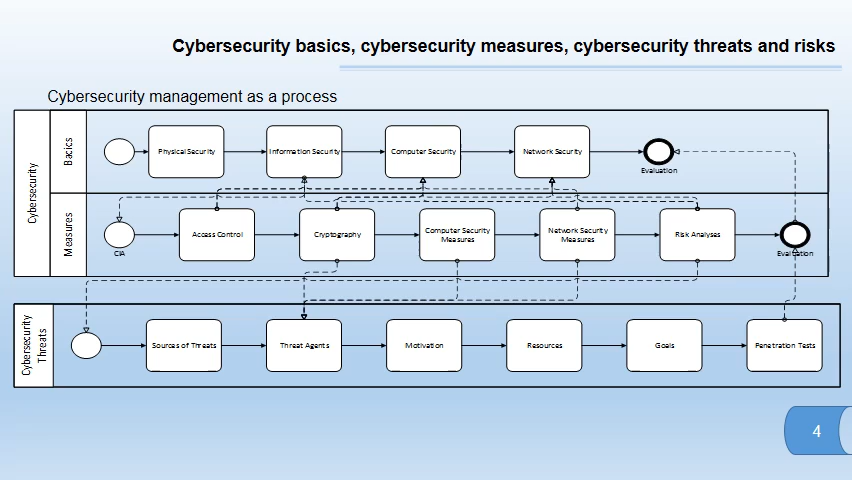 Cybersecurity basics, cybersecurity measures, cybersecurity threats and risks
Cybersecurity management as a process
Cybersecurity
Bacics
Physical Security
Information Security
Computer Security
Network Security
Evaluation
Measures
CIA
Access Control
Cryptography
Computer Security
Measures
Network Security
Measures
Risk Analyses
Evaluation
Cybersecurity
Threats
Sources of Threats
Threat Agents
Motivation
Resources
Goals
Penetration Tests
4